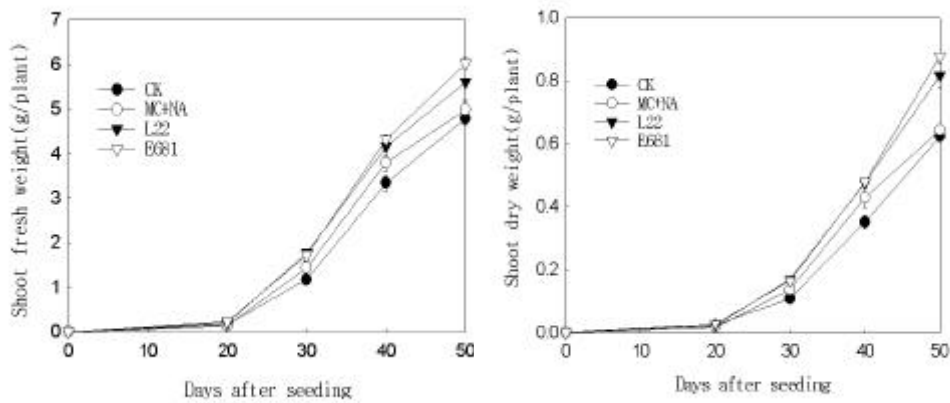 Shoot fresh weight(g/plant)
7
6
5
4
3
2
1
0
CK
MC+NA
L22
E681
0 10 20 30 40 50
Days after seeding
Shoot dry weight(g/plant)
1.0
0.8
0.6
0.4
0.2
0.0
CK
MC+NA
L22
E681
0 10 20 30 40 50
Days after seeding